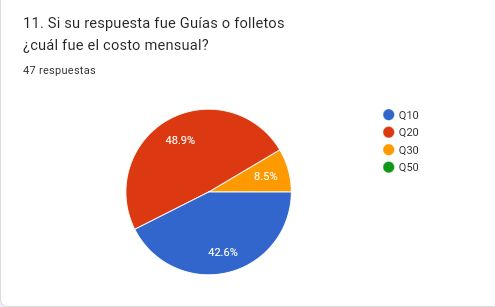 11. Si su respuesta fue Guías o folletos
¿cuál fue el costo mensual?
47 respuestas
Q10
Q20
Q30
Q50
48.9%
8.5%
42.6%